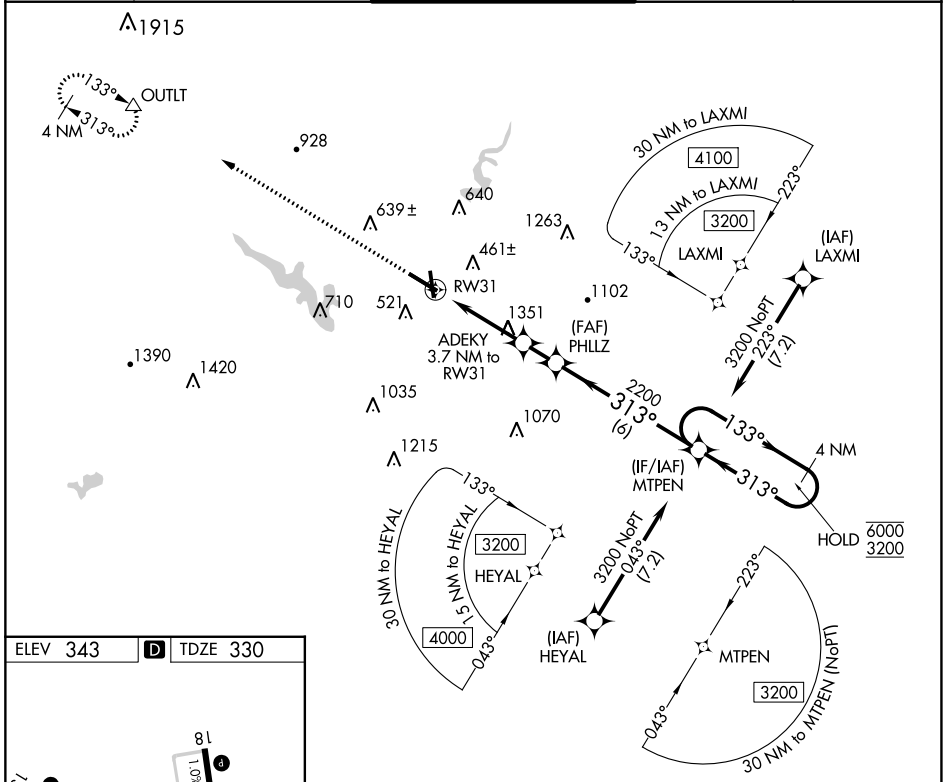 1915
133°
OUTLT
313°
4 NM
928
30 NM to LAXMI
4100
223°
13 NM to LAXMI
3200
LAXMI
133°
(IAF)
LAXMI
639±
640
1263
461±
RW31
1102
710
521
1351
ADEKY
3.7 NM to
RW31
(FAF)
PHLLZ
3200 NoPT
223°
(7.2)
1390
1420
1035
1070
1215
2200
313°
(6)
133°
4 NM
313°
(IF/IAF)
MTPEN
HOLD
6000
3200
133°
30 NM to HEYAL
15 NM to HEYAL
3200
HEYAL
4000
043°
3200 NoPT
043°
(7.2)
(IAF)
HEYAL
223°
MTPEN
3200
043°
30 NM to MTPEN (NoPT)
ELEV 343
D
TDZE 330
18
P
1.0%